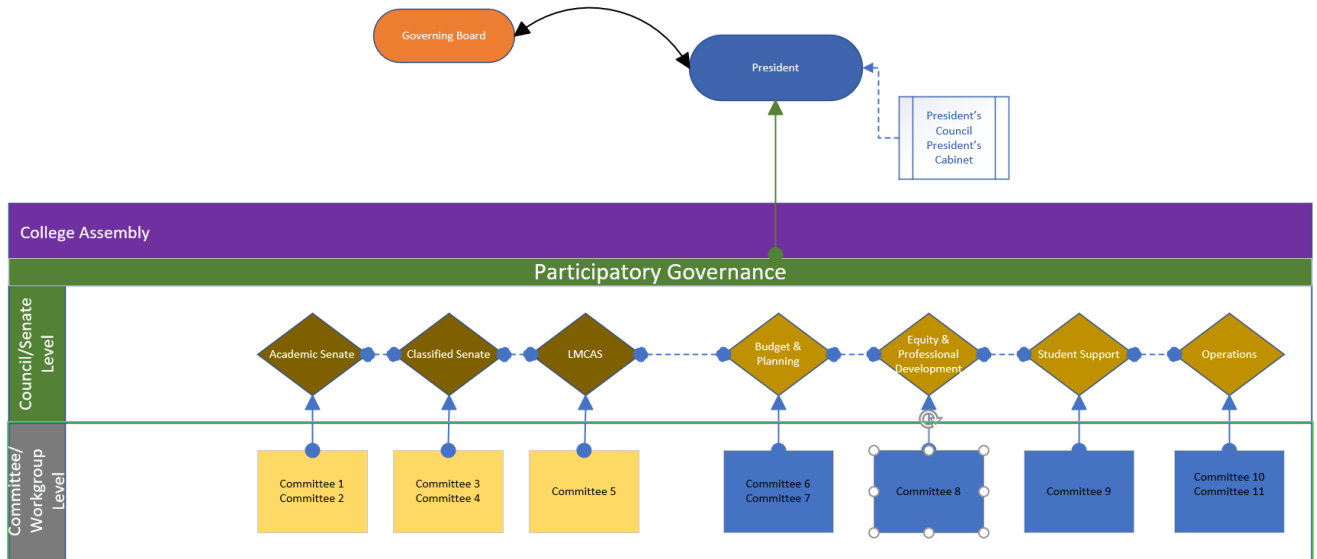 Governing Board
President
President's
Council
President's
Cabinet
College Assembly
Participatory Governance
Council/Senate
Level
Academic Senate
Classified Senate
LMCAS
Budget &
Planning
Equity &
Professional
Development
Student Support
Operations
Committee/
Workgroup
Level
Committee 1
Committee 2
Committee 3
Committee 4
Committee 5
Committee 6
Committee 7
Committee 8
Committee 9
Committee 10
Committee 11